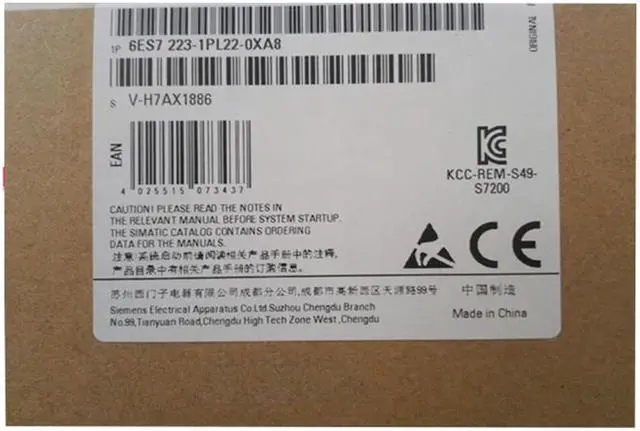 ORIGINAL
1P 6ES7 223-1PL22-0XA8
S V-H7AX1886
EAN
4 025515 073437
KCC-REM-S49-
S7200
CAUTION! PLEASE READ THE NOTES IN
THE RELEVANT MANUAL BEFORE SYSTEM STARTUP.
THE SIMATIC CATALOG CONTAINS ORDERING
DATA FOR THE MANUALS.
注意:系统启动前请阅读相关产品手册中的注释,
产品目录中有相关产品手册的订购信息。
CE
苏州西门子电器有限公司成都分公司,成都市高新西区天源路99号
Siemens Electrical Apparatus Co.Ltd.Suzhou Chengdu Branch
No.99,Tianyuan Road,Chengdu High Tech Zone West ,Chengdu
中国制造
Made in China